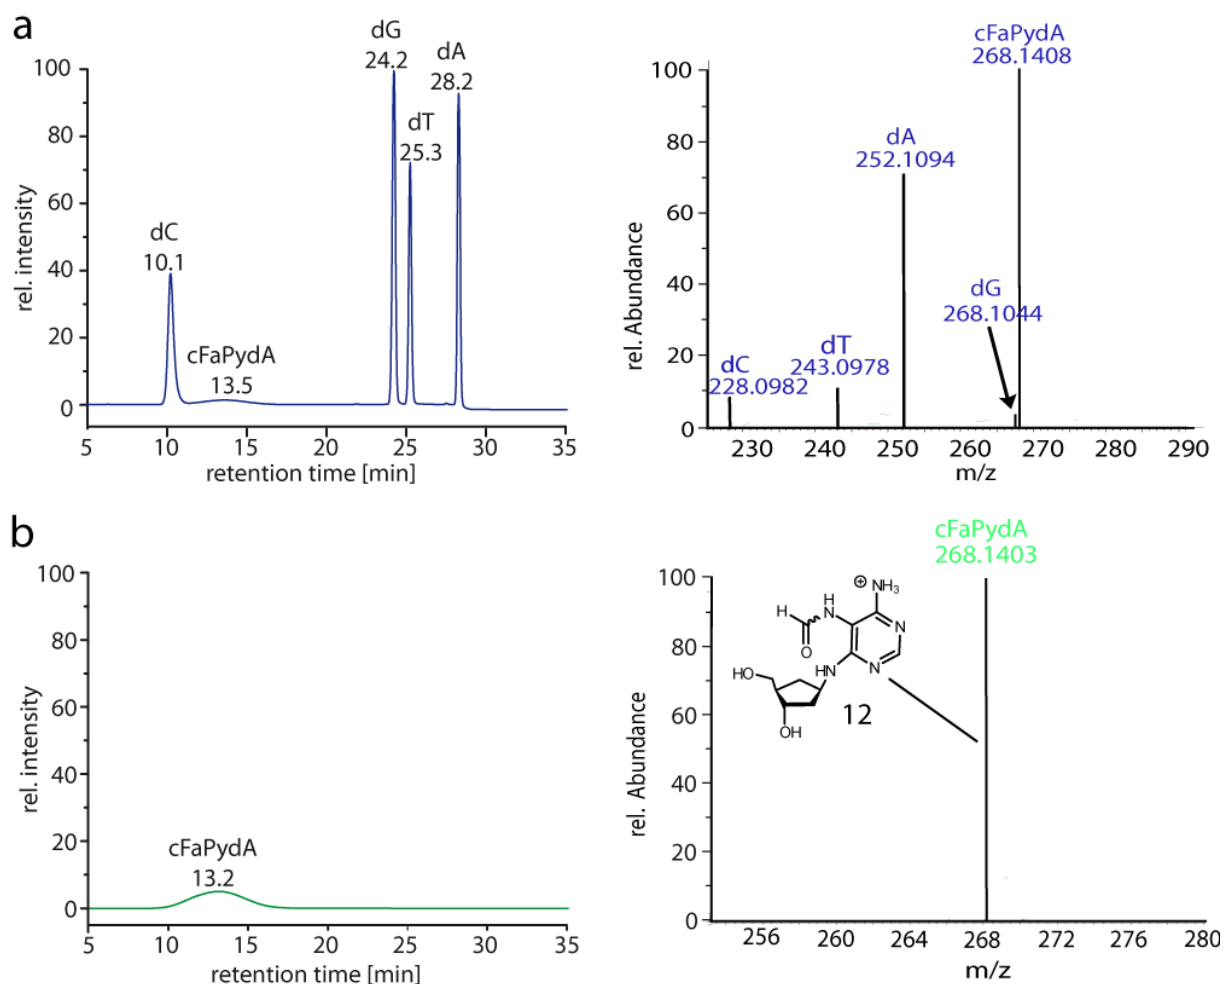 a
dG
24.2
dA
28.2
dT
25.3
dC
10.1
cFaPydA
13.5
100
80
60
40
20
0
rel. intensity
5 10 15 20 25 30 35
retention time [min]
cFaPydA
268.1408
dA
252.1094
dG
268.1044
dT
243.0978
dC
228.0982
100
80
60
40
20
0
rel. Abundance
230 242 250 260 270 280 290
m/z
b
cFaPydA
13.2
100
80
60
40
20
0
rel. intensity
5 10 15 20 25 30 35
retention time [min]
cFaPydA
268.1403
⊕ NH3
H
H
N
O
N
N
HN
HO
OH
12
100
80
60
40
20
0
rel. Abundance
256 260 264 268 272 276 280
m/z